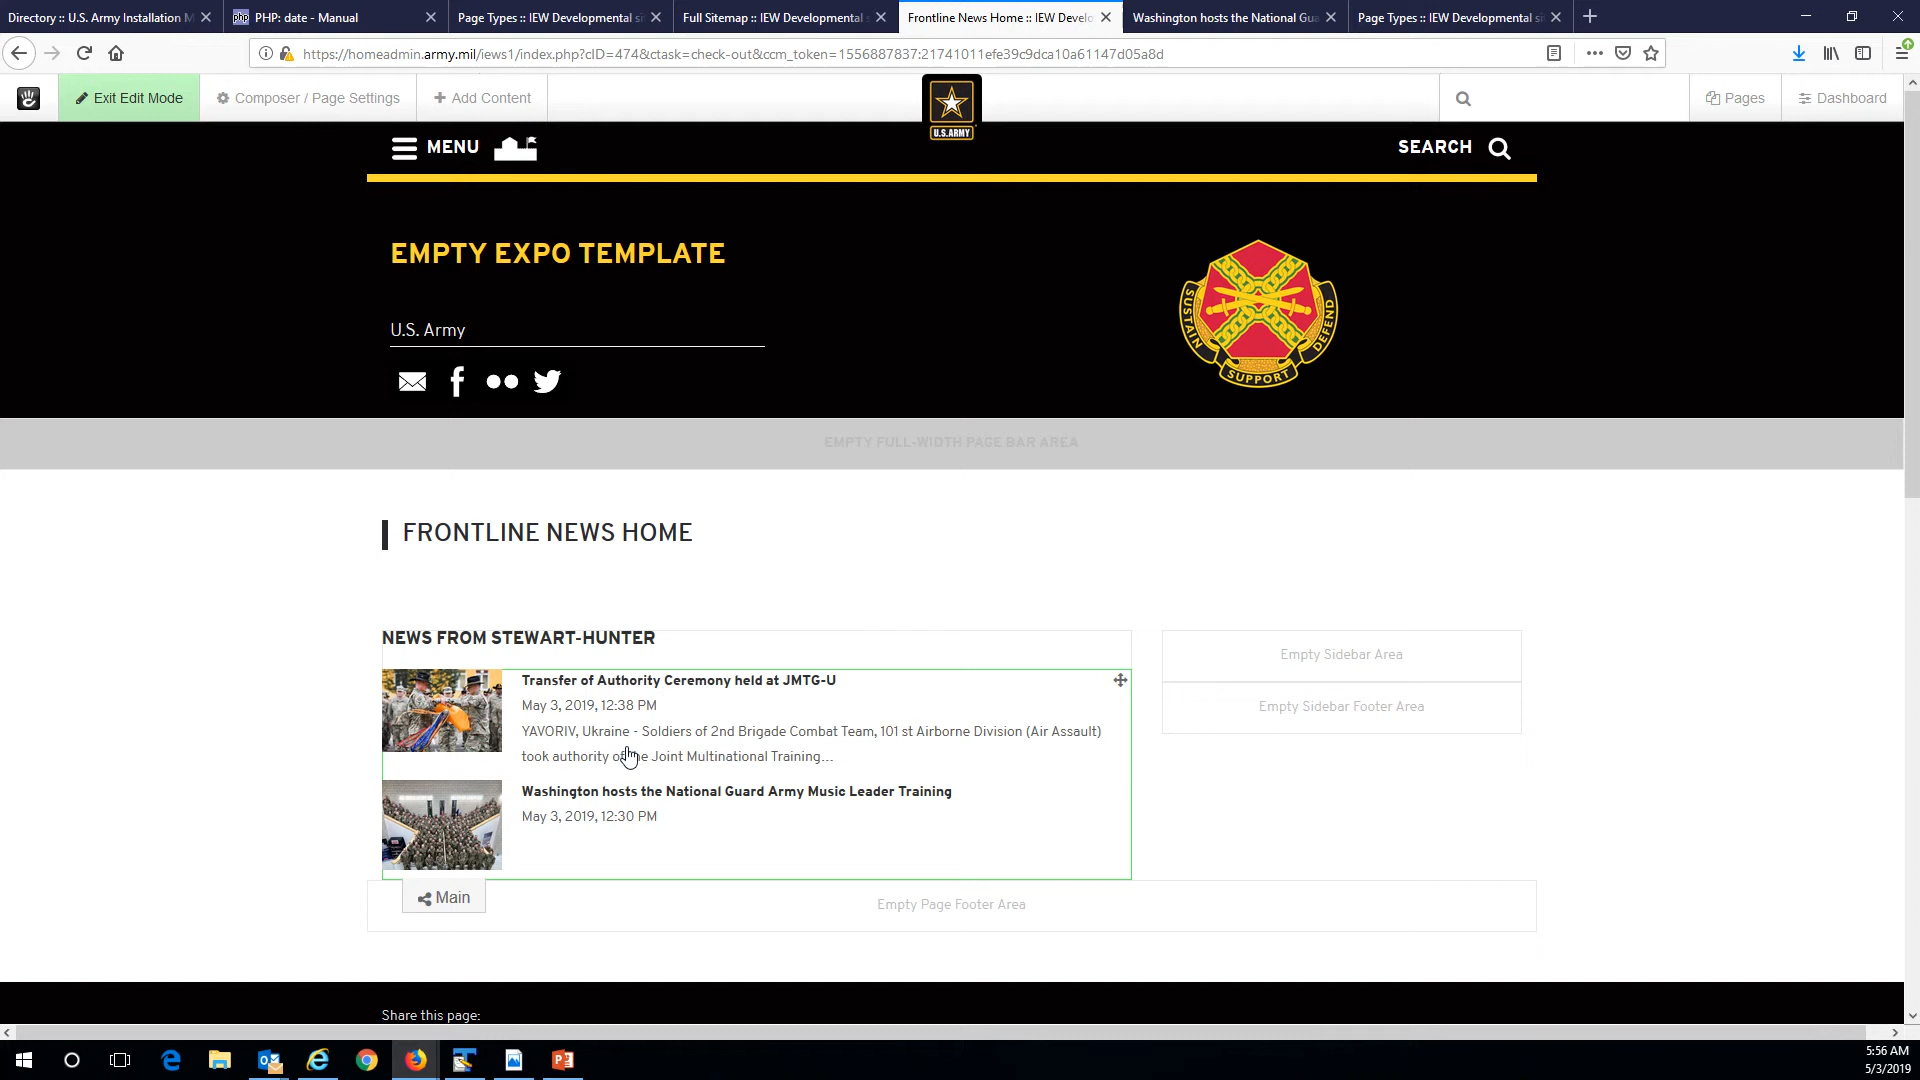 Directory :: U.S. Army Installation M
php PHP: date - Manual
Page Types :: IEW Developmental si
Full Sitemap :: IEW Developmental s
Frontline News Home :: IEW Develo
Washington hosts the National Gua
Page Types :: IEW Developmental si
https://homeadmin.army.mil/iews1/index.php?cID=474&ctask=check-out&ccm_token=1556887837:21741011efe39c9dca10a61147d05a8d
Exit Edit Mode
Composer / Page Settings
Add Content
U.S.ARMY
Pages
Dashboard
MENU
SEARCH
EMPTY EXPO TEMPLATE
U.S. Army
SUSTAIN
SUPPORT
DEFEND
EMPTY FULL-WIDTH PAGE BAR AREA
FRONTLINE NEWS HOME
NEWS FROM STEWART-HUNTER
Transfer of Authority Ceremony held at JMTG-U
May 3, 2019, 12:38 PM
YAVORIV, Ukraine - Soldiers of 2nd Brigade Combat Team, 101 st Airborne Division (Air Assault)
took authority Joint Multinational Training...
Washington hosts the National Guard Army Music Leader Training
May 3, 2019, 12:30 PM
Empty Sidebar Area
Empty Sidebar Footer Area
Main
Empty Page Footer Area
Share this page:
5:56 AM
5/3/2019